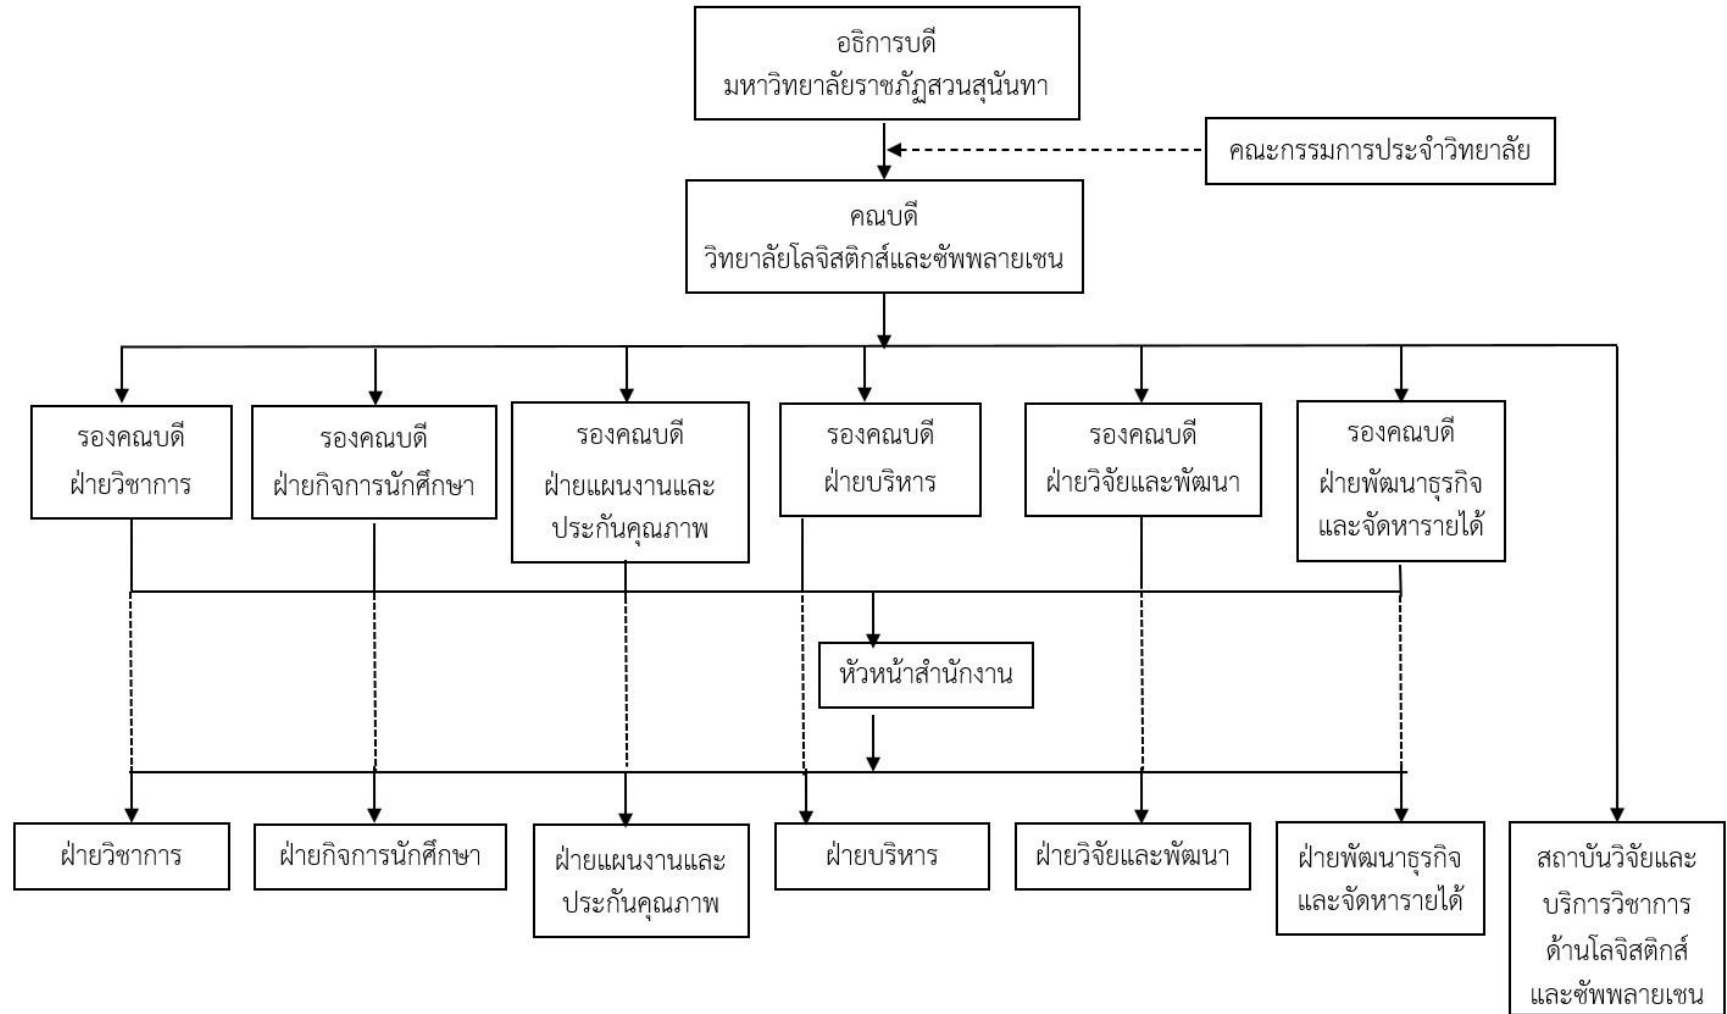 อธิการบดี
มหาวิทยาลัยราชภัฏสวนสุนันทา
คณะกรรมการประจำวิทยาลัย
คณบดี
วิทยาลัยโลจิสติกส์และซัพพลายเชน
รองคณบดี
ฝ่ายวิชาการ
รองคณบดี
ฝ่ายกิจการนักศึกษา
รองคณบดี
ฝ่ายแผนงานและ
ประกันคุณภาพ
รองคณบดี
ฝ่ายบริหาร
รองคณบดี
ฝ่ายวิจัยและพัฒนา
รองคณบดี
ฝ่ายพัฒนาธุรกิจ
และจัดหารายได้
หัวหน้าสำนักงาน
ฝ่ายวิชาการ
ฝ่ายกิจการนักศึกษา
ฝ่ายแผนงานและ
ประกันคุณภาพ
ฝ่ายบริหาร
ฝ่ายวิจัยและพัฒนา
ฝ่ายพัฒนาธุรกิจ
และจัดหารายได้
สถาบันวิจัยและ
บริการวิชาการ
ด้านโลจิสติกส์
และซัพพลายเชน